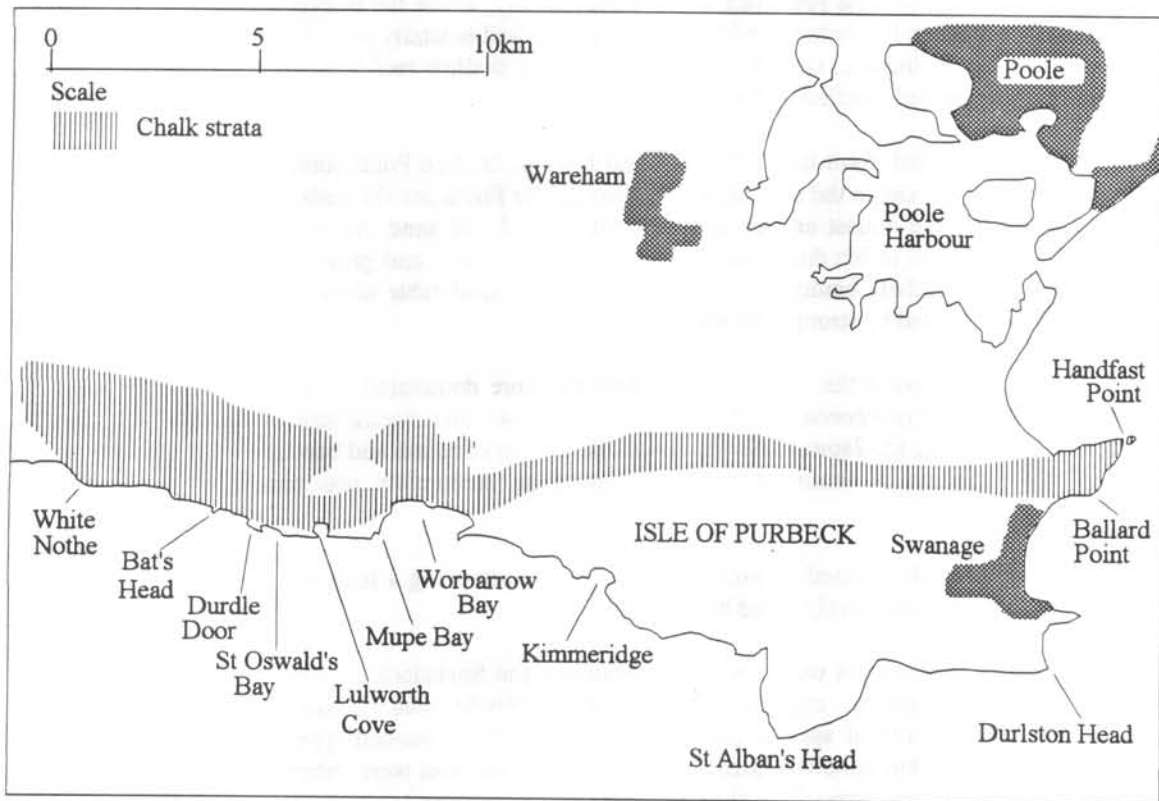 0 5 10km
Scale
Chalk strata
Poole
Wareham
Poole
Harbour
Handfast
Point
White
Nothe
Bat's
Head
Durdle
Door
St Oswald's
Bay
Lulworth
Cove
Mupe Bay
Worbarrow
Bay
Kimmeridge
ISLE OF PURBECK
Swanage
Ballard
Point
St Alban's Head
Durlston Head